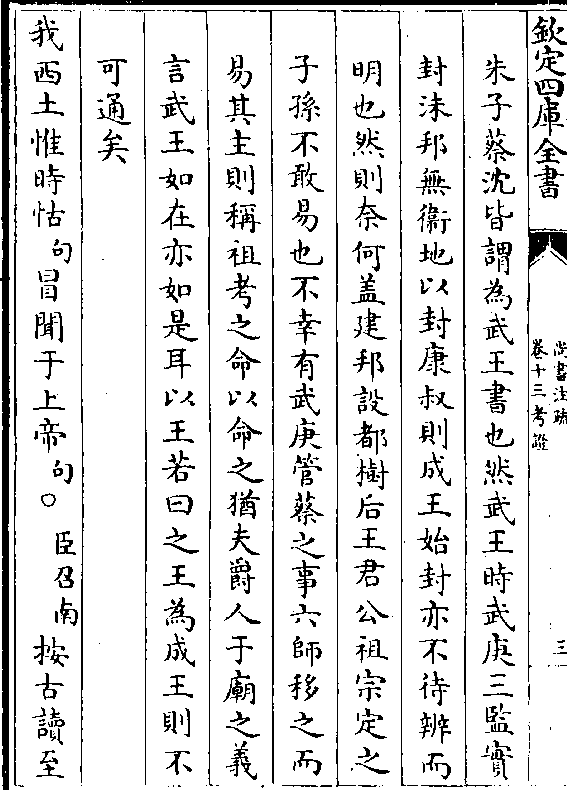 欽定四庫全書
尚書注疏
卷十三考證
三
朱子蔡沈皆謂為武王書也然武王時武庚三監實
封沬邦無衞地以封康叔則成王始封亦不待辨而
明也然則奈何盖建邦設都樹后王君公祖宗定之
子孫不敢易也不幸有武庚管蔡之事六師移之而
易其主則稱祖考之命以命之猶夫爵人于廟之義
言武王如在亦如是耳以王若曰之王為成王則不
可通矣
我西土惟時怙句冒聞于上帝句○臣召南按古讀至